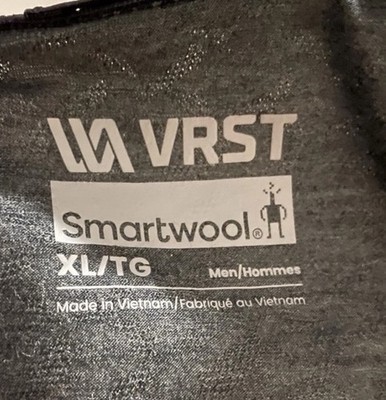 VRST
Smartwool®
XL/TG Men/Hommes
Made in Vietnam/Fabriqué au Vietnam